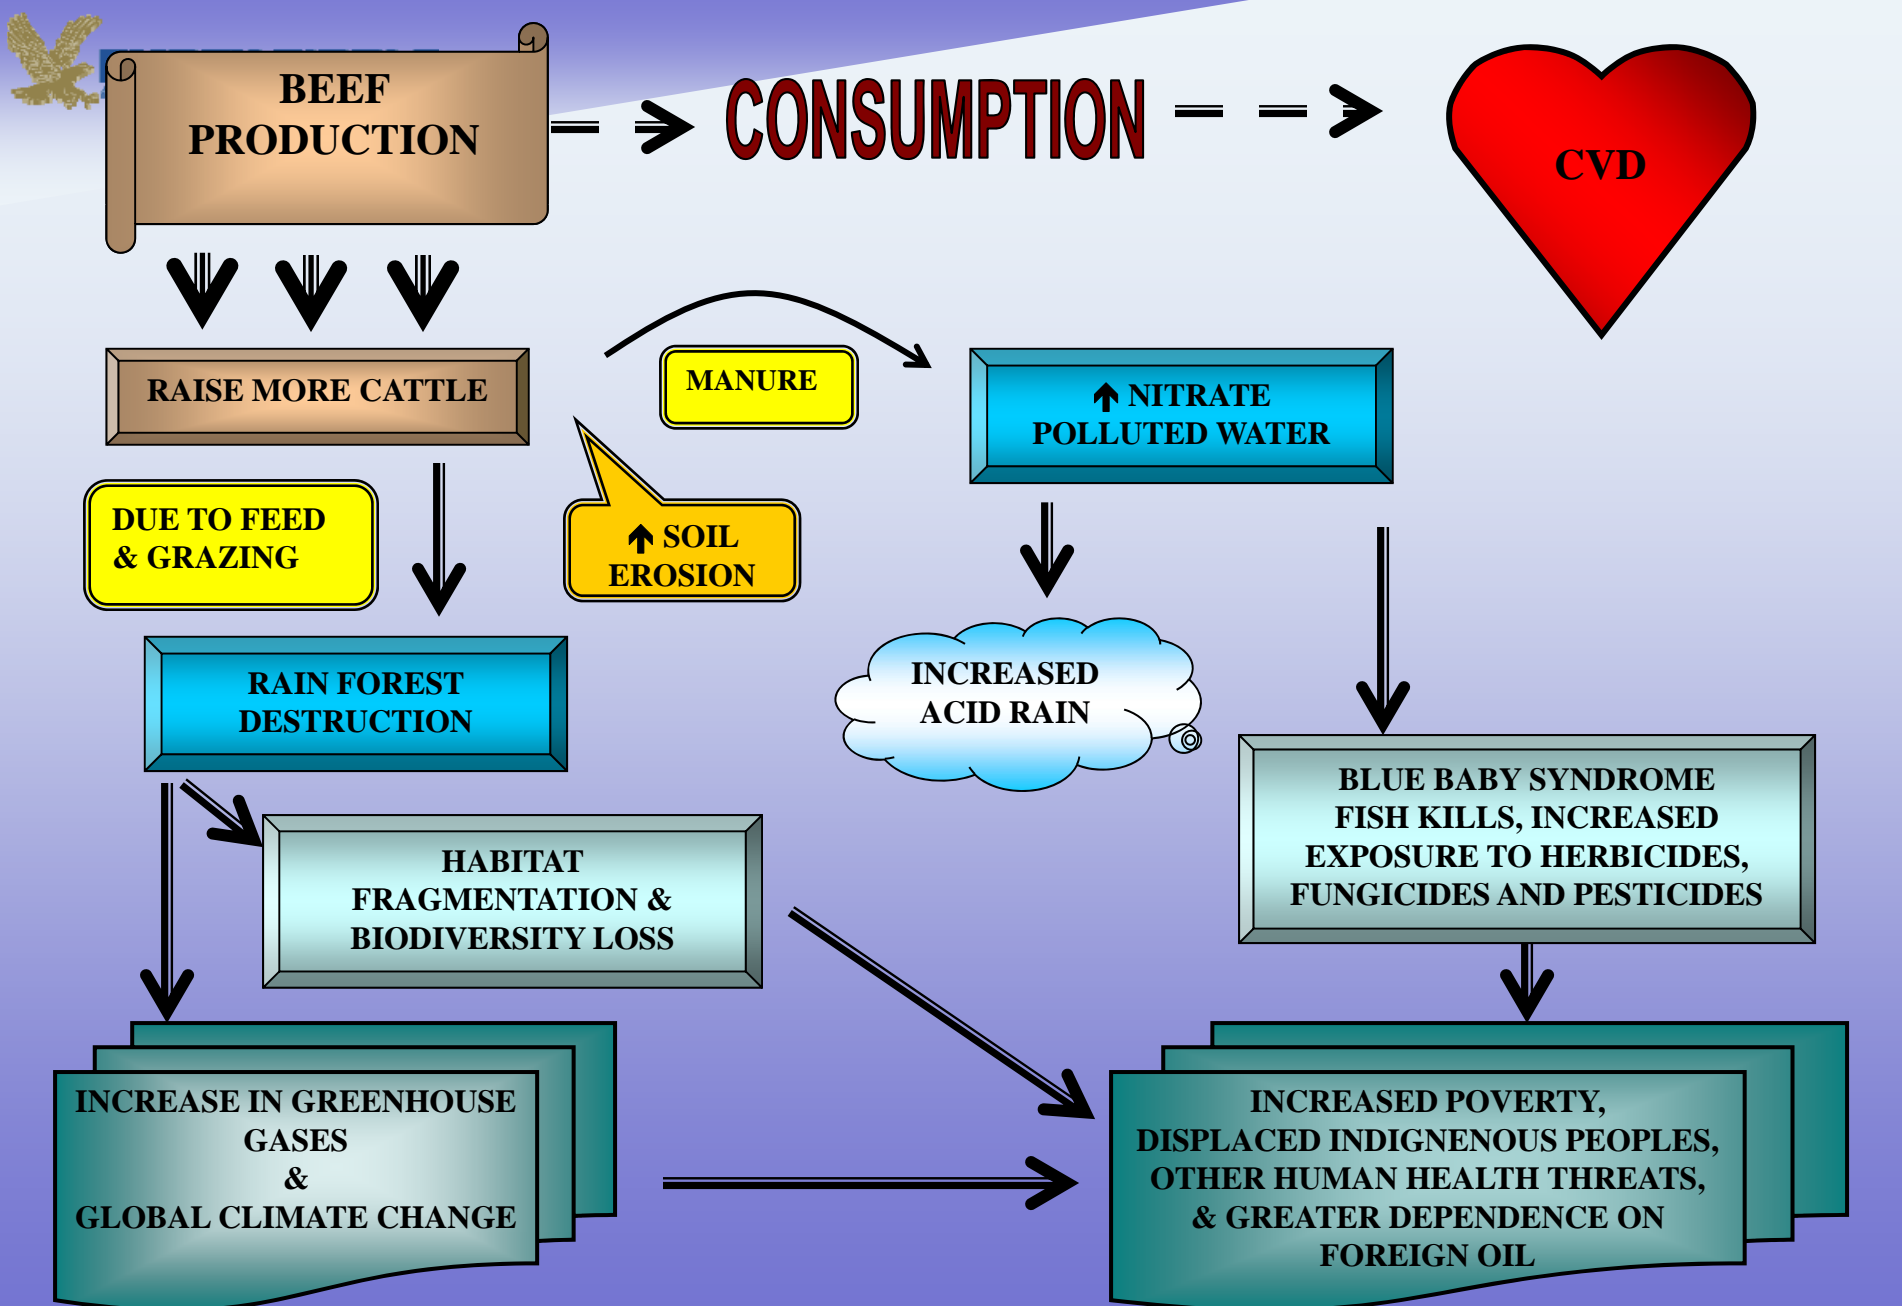 BEEF
PRODUCTION
CONSUMPTION
CVD
RAISE MORE CATTLE
MANURE
↑ NITRATE
POLLUTED WATER
DUE TO FEED
& GRAZING
↑ SOIL
EROSION
RAIN FOREST
DESTRUCTION
INCREASED
ACID RAIN
HABITAT
FRAGMENTATION &
BIODIVERSITY LOSS
BLUE BABY SYNDROME
FISH KILLS, INCREASED
EXPOSURE TO HERBICIDES,
FUNGICIDES AND PESTICIDES
INCREASE IN GREENHOUSE
GASES
&
GLOBAL CLIMATE CHANGE
INCREASED POVERTY,
DISPLACED INDIGNENOUS PEOPLES,
OTHER HUMAN HEALTH THREATS,
& GREATER DEPENDENCE ON
FOREIGN OIL